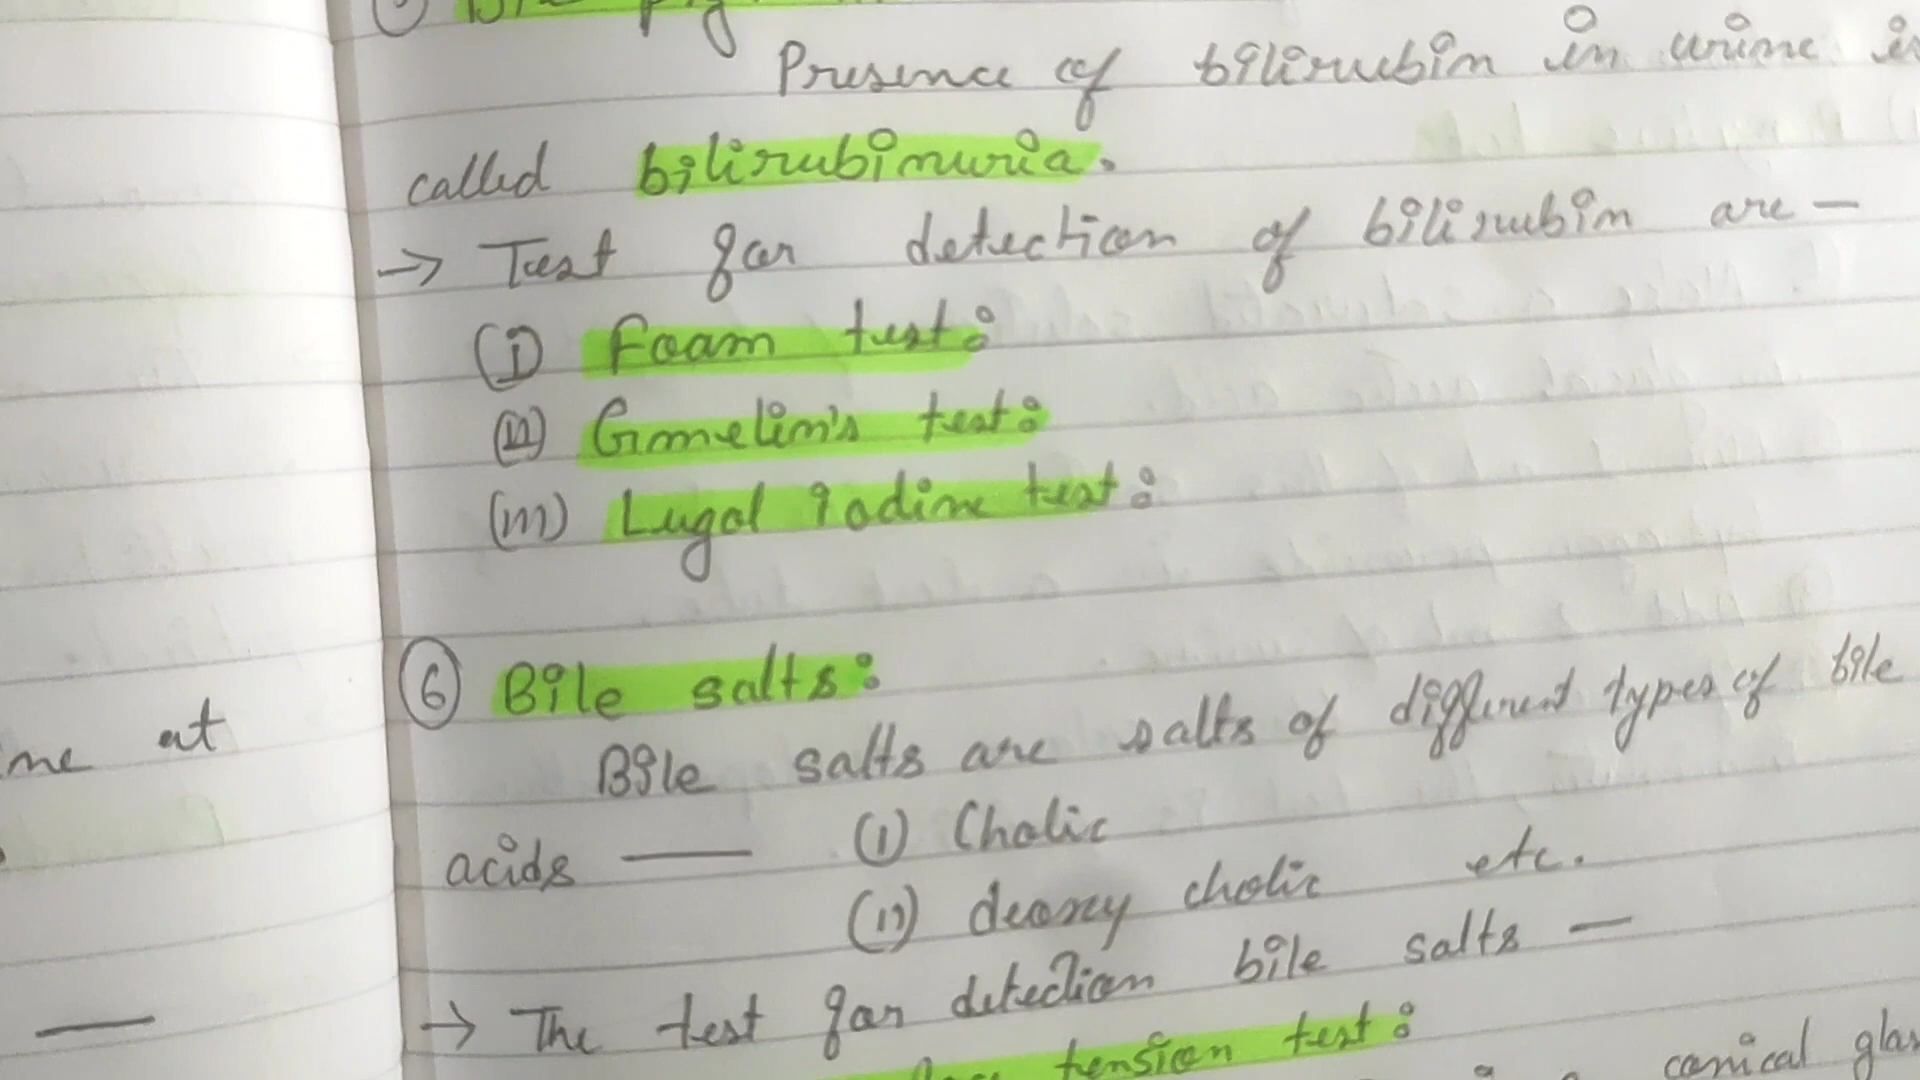 Presence of bilirubin in urine is
called bilirubinuria.
→ Test for detection of bilirubin are —
(i) Foam test:
(ii) Gmelin's test:
(iii) Lugol iodine test:
6 Bile salts:
Bile salts are salts of different types of bile
acids — (i) Cholic
(ii) deoxy cholic etc.
→ The test for detection bile salts —
tension test:
conical
me at